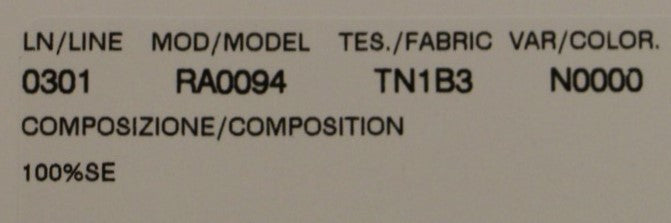 LN/LINE MOD/MODEL TES./FABRIC VAR/COLOR.
0301 RA0094 TN1B3 N0000
COMPOSIZIONE/COMPOSITION
100%SE